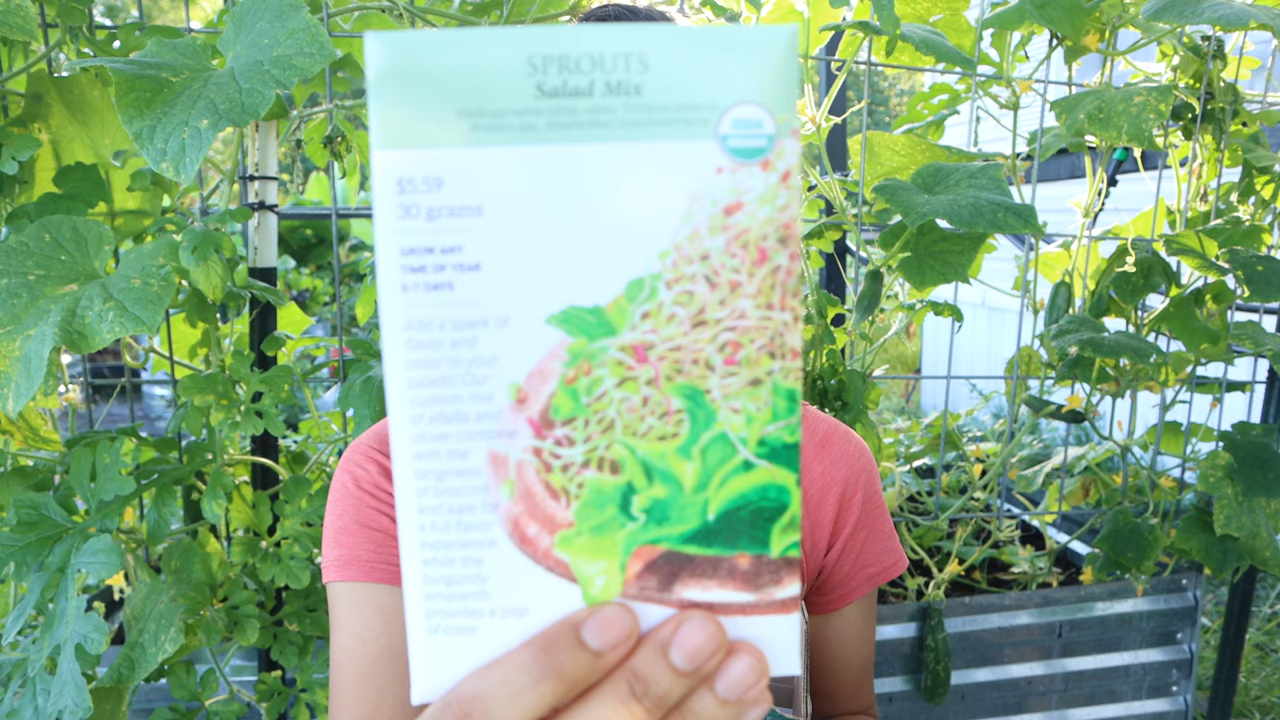 SPROUTS
Salad Mix
USDA
$5.59
30 grams
GROW ANY
TIME OF YEAR
5-7 DAYS
Add a spark of
flavor and
color to your
salads! Our
custom mix
of alfalfa and
clover combine
with the
tanginess
of broccoli
and kale for
a full flavor
experience,
while the
burgundy
amaranth
provides a pop
of color.